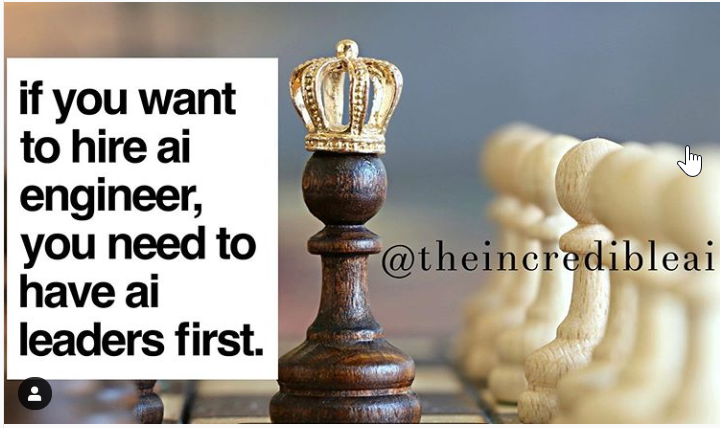 if you want
to hire ai
engineer,
you need to
have ai
leaders first.
@theincredibleai